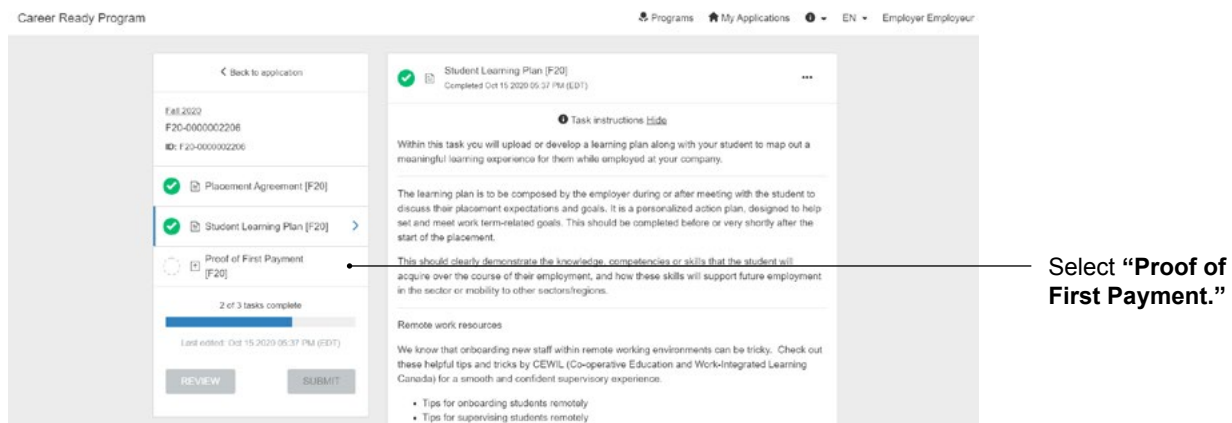 Career Ready Program
Programs My Applications EN Employer Employeur
Back to application
Fall 2020
F20-0000002206
ID: F20-0000002206
Placement Agreement [F20]
Student Learning Plan [F20]
Proof of First Payment
[F20]
2 of 3 tasks complete
Last edited: Oct 15 2020 05:37 PM (EDT)
REVIEW SUBMIT
Student Learning Plan [F20]
Completed Oct 15 2020 05:37 PM (EDT)
...
Task instructions Hide
Within this task you will upload or develop a learning plan along with your student to map out a
meaningful learning experience for them while employed at your company.
The learning plan is to be composed by the employer during or after meeting with the student to
discuss their placement expectations and goals. It is a personalized action plan, designed to help
set and meet work term-related goals. This should be completed before or very shortly after the
start of the placement.
This should clearly demonstrate the knowledge, competencies or skills that the student will
acquire over the course of their employment, and how these skills will support future employment
in the sector or mobility to other sectors/regions.
Remote work resources
We know that onboarding new staff within remote working environments can be tricky. Check out
these helpful tips and tricks by CEWIL (Co-operative Education and Work-Integrated Learning
Canada) for a smooth and confident supervisory experience.
• Tips for onboarding students remotely
• Tips for supervising students remotely
Select “Proof of
First Payment.”